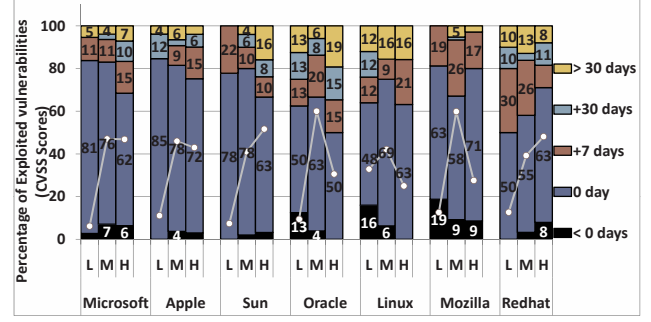 Percentage of Exploited vulnerabilities
(CVSS Scores)
100
80
60
40
20
0
5 4 7 4 6 6 4 6 16 13 6 19 12 16 16 5 10 13 8
11 11 10 12 9 6 22 10 8 13 8 15 12 9 21 19 26 17 10 26 11
15 15 10 13 20 15 12 30
81 76 62 85 78 72 78 78 63 50 63 50 48 69 63 63 58 71 50 55 63
7 6 4 13 4 16 6 19 9 9 8
L M H L M H L M H L M H L M H L M H L M H
Microsoft Apple Sun Oracle Linux Mozilla Redhat
> 30 days
+30 days
+7 days
0 day
< 0 days